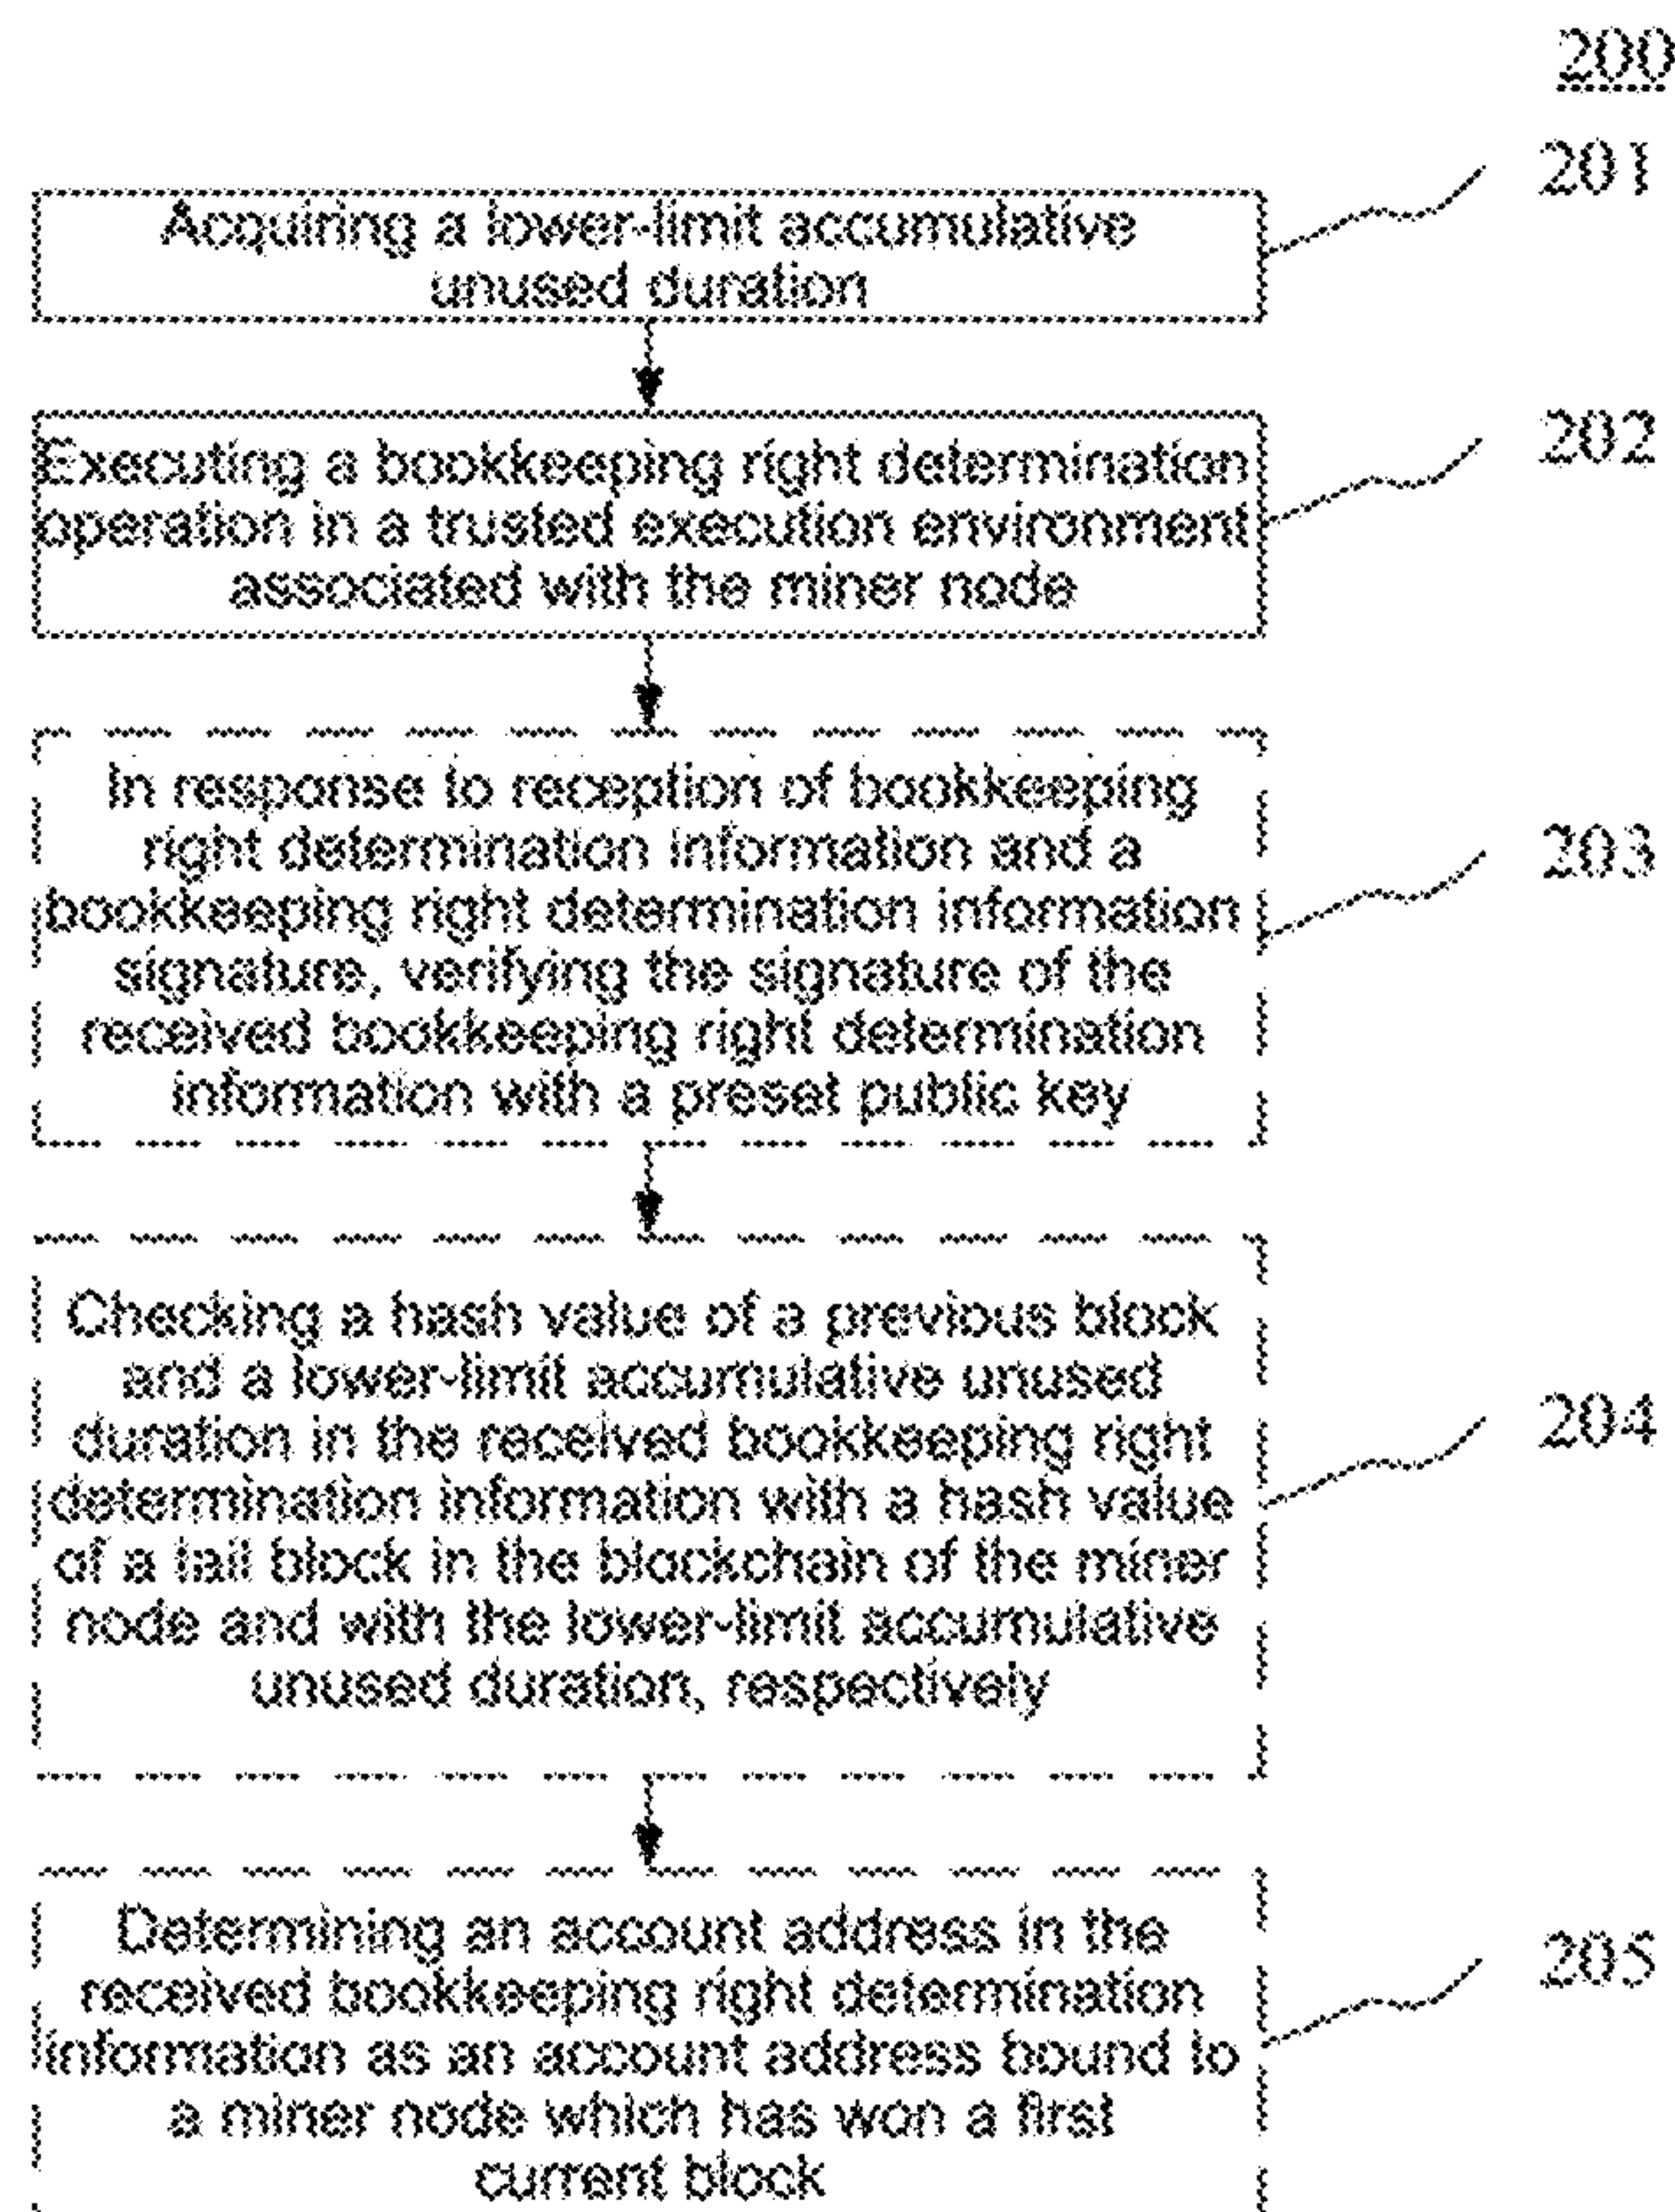 200
201
Acquiring a lower-limit accumulative
unused duration
202
Executing a bookkeeping right determination
operation in a trusted execution environment
associated with the miner node
203
In response to reception of bookkeeping
right determination information and a
bookkeeping right determination information
signature, verifying the signature of the
received bookkeeping right determination
information with a preset public key
204
Checking a hash value of a previous block
and a lower-limit accumulative unused
duration in the received bookkeeping right
determination information with a hash value
of a tail block in the blockchain of the miner
node and with the lower-limit accumulative
unused duration, respectively
205
Determining an account address in the
received bookkeeping right determination
information as an account address bound to
a miner node which has won a first
current block